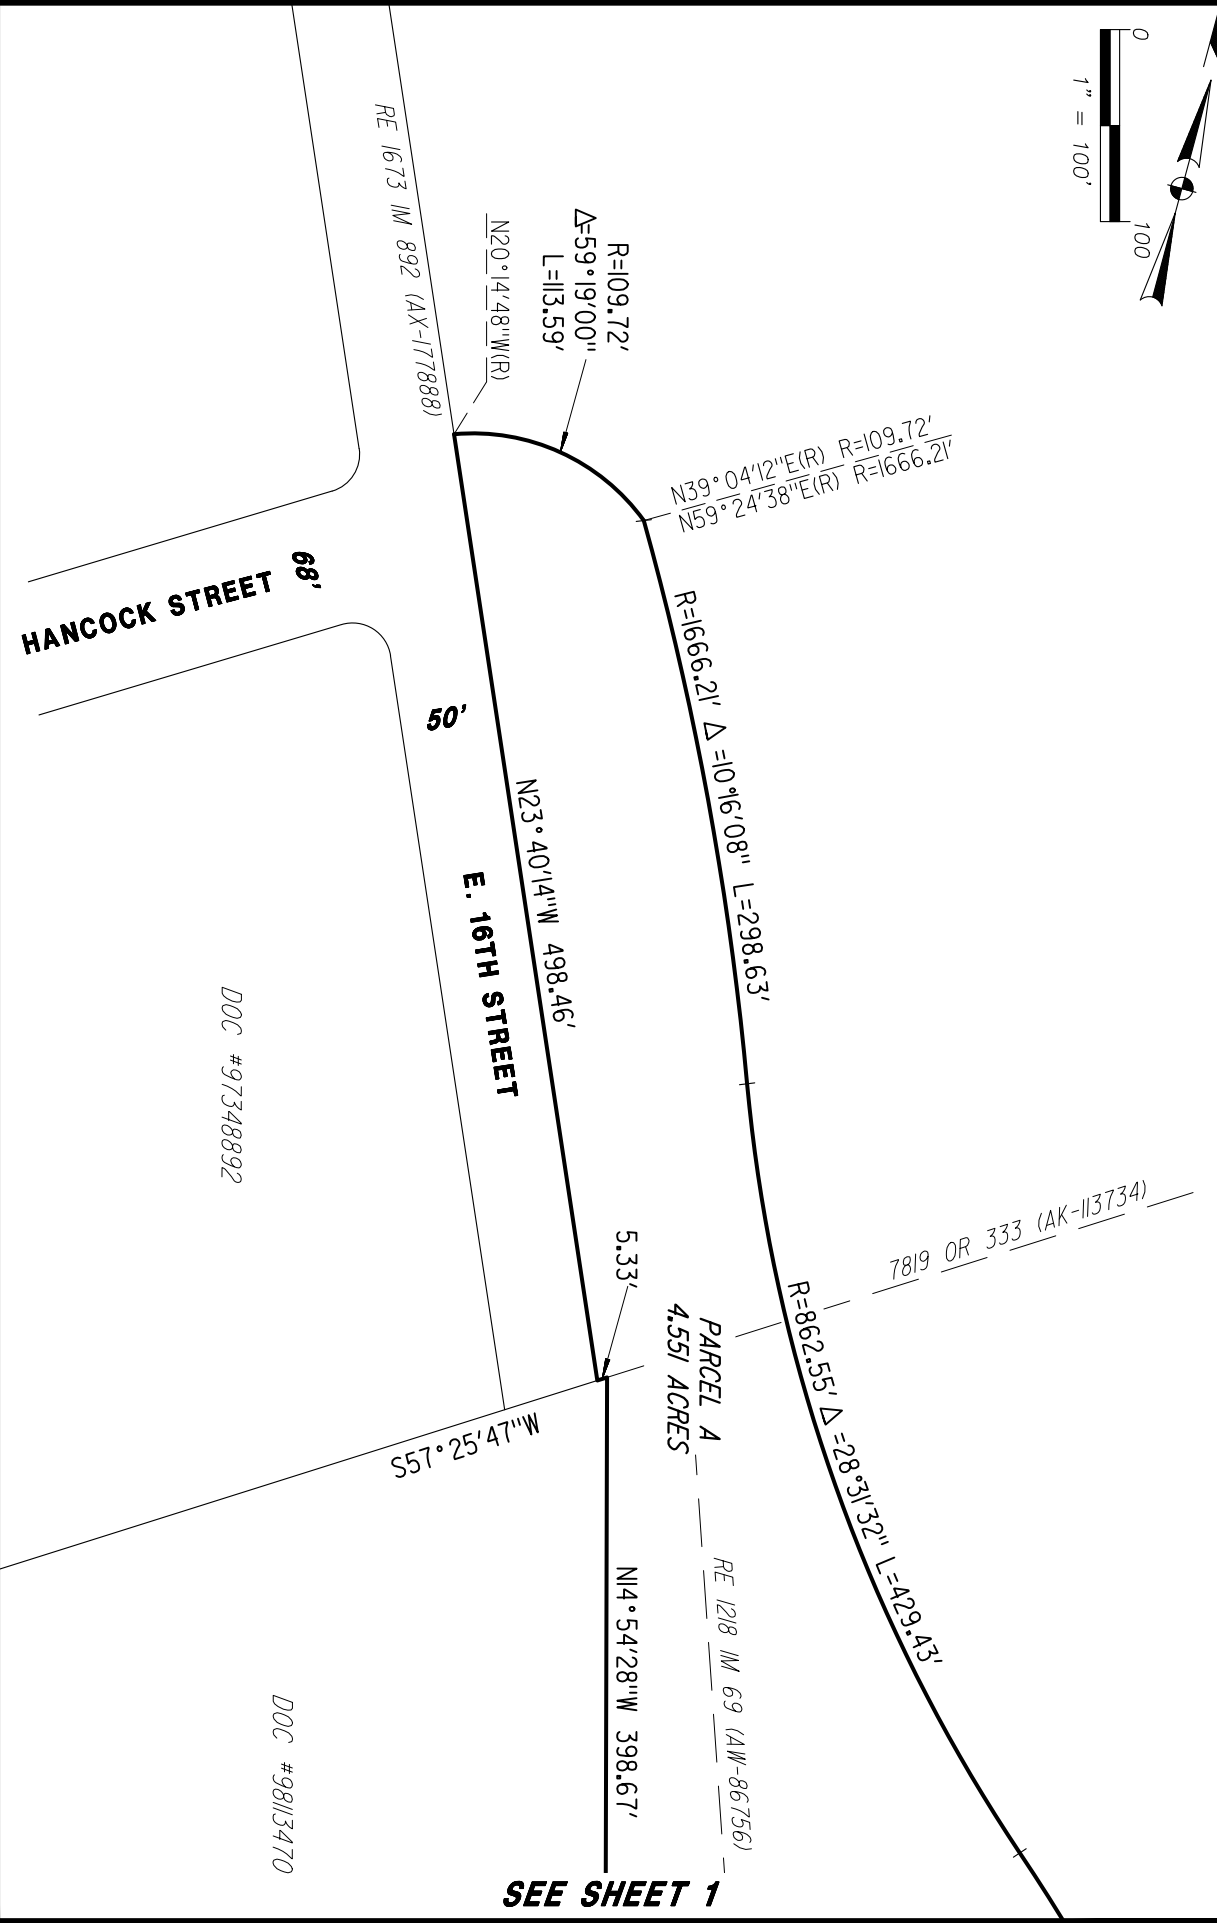 0
100
1" = 100'
RE 1673 IM 892 (AX-177888)
N20°14'48"W(R)
R=109.72'
Δ=59°19'00"
L=113.59'
N39°04'12"E(R) R=109.72'
N59°24'38"E(R) R=1666.21'
HANCOCK STREET 68'
R=1666.21' Δ =10°16'08" L=298.63'
50'
N23°40'14"W 498.46'
E. 16TH STREET
DOC #97348892
7819 OR 333 (AK-113734)
5.33'
PARCEL A
4.551 ACRES
R=862.55' Δ =28°31'32" L=429.43'
S57°25'47"W
N14°54'28"W 398.67'
RE 1218 IM 69 (AW-86756)
DOC #98113470
SEE SHEET 1